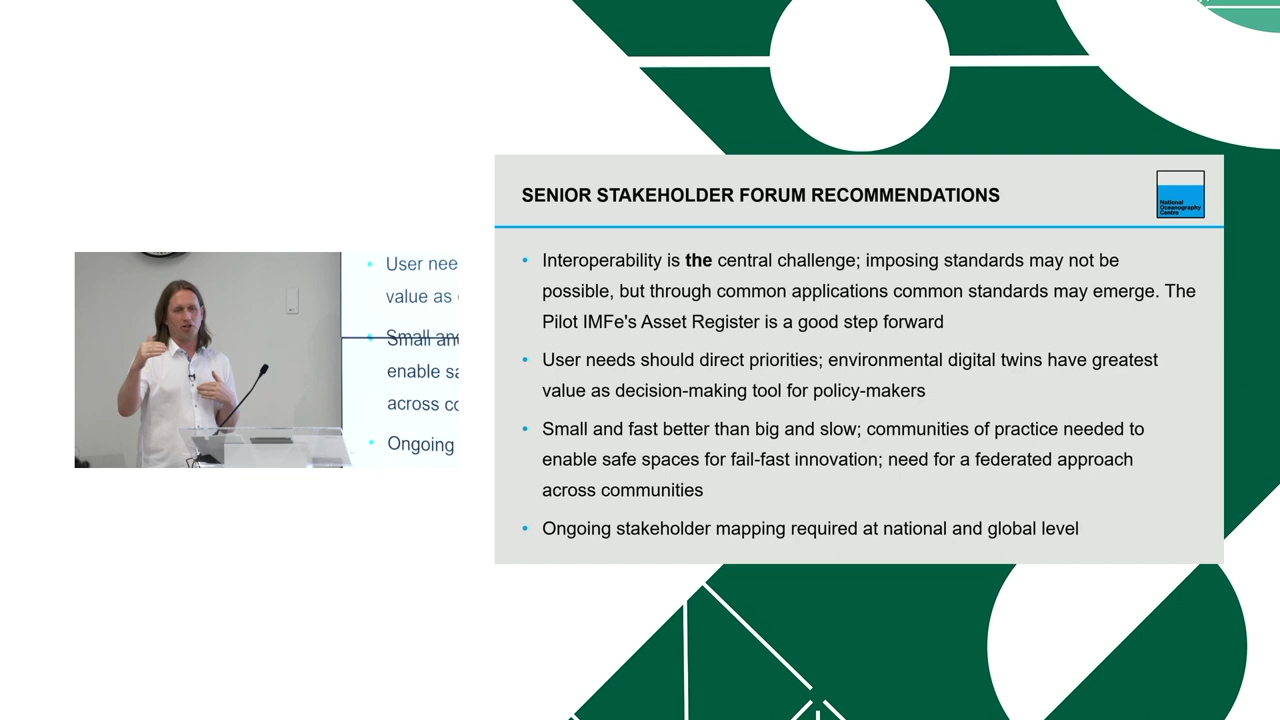 SENIOR STAKEHOLDER FORUM RECOMMENDATIONS
National
Oceanography
Centre
• Interoperability is the central challenge; imposing standards may not be
possible, but through common applications common standards may emerge. The
Pilot IMFe's Asset Register is a good step forward
• User needs should direct priorities; environmental digital twins have greatest
value as decision-making tool for policy-makers
• Small and fast better than big and slow; communities of practice needed to
enable safe spaces for fail-fast innovation; need for a federated approach
across communities
• Ongoing stakeholder mapping required at national and global level
• User nee
value as
• Small and
enable sa
across co
• Ongoing